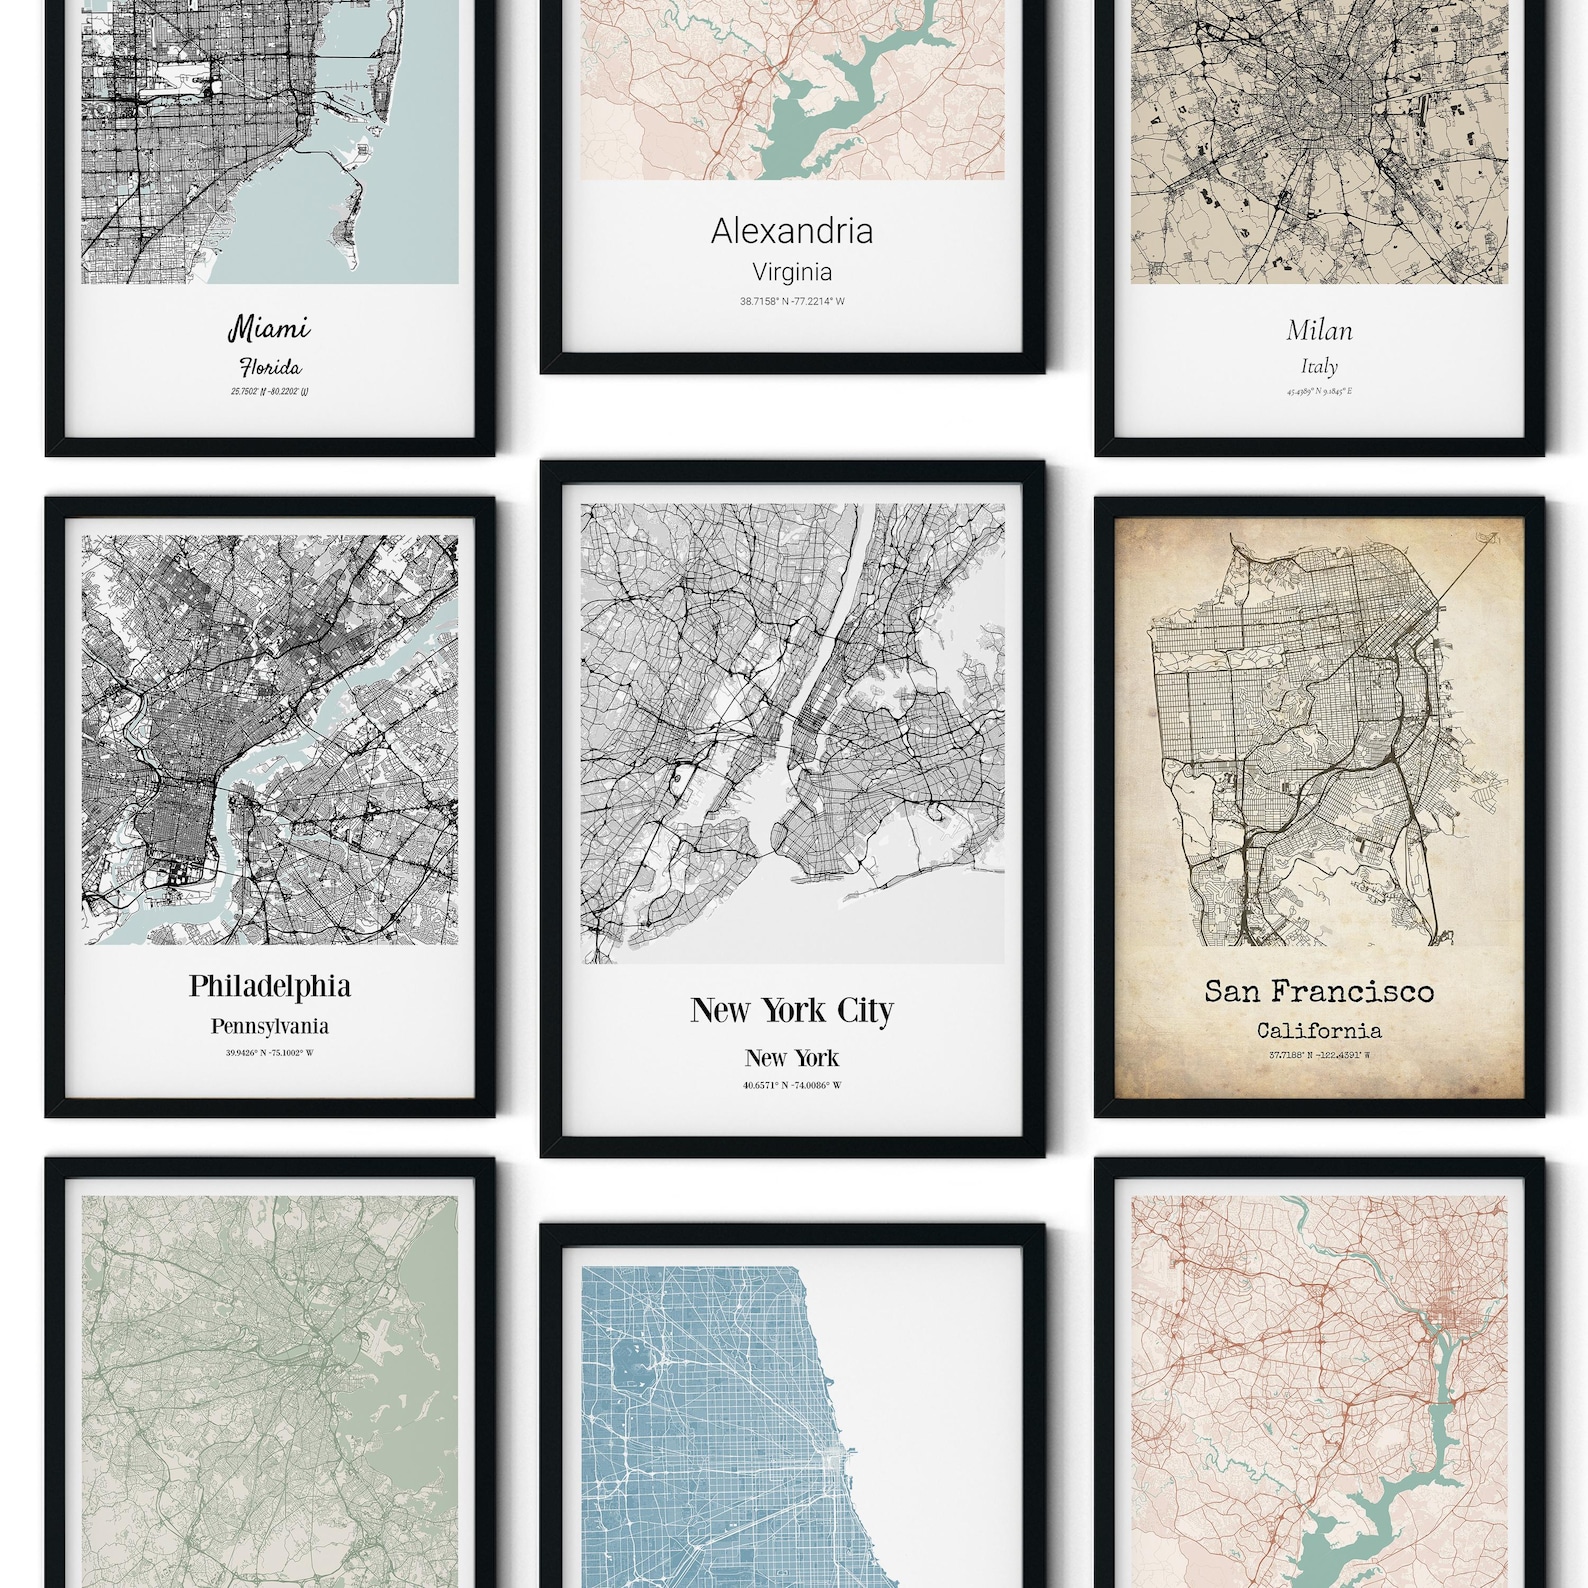 Miami
Florida
25.7502° N -80.2202° W
Alexandria
Virginia
38.7158° N -77.2214° W
Milan
Italy
45.4389° N 9.1845° E
Philadelphia
Pennsylvania
39.9426° N -75.1002° W
New York City
New York
40.6571° N -74.0086° W
San Francisco
California
37.7188° N -122.4391° W